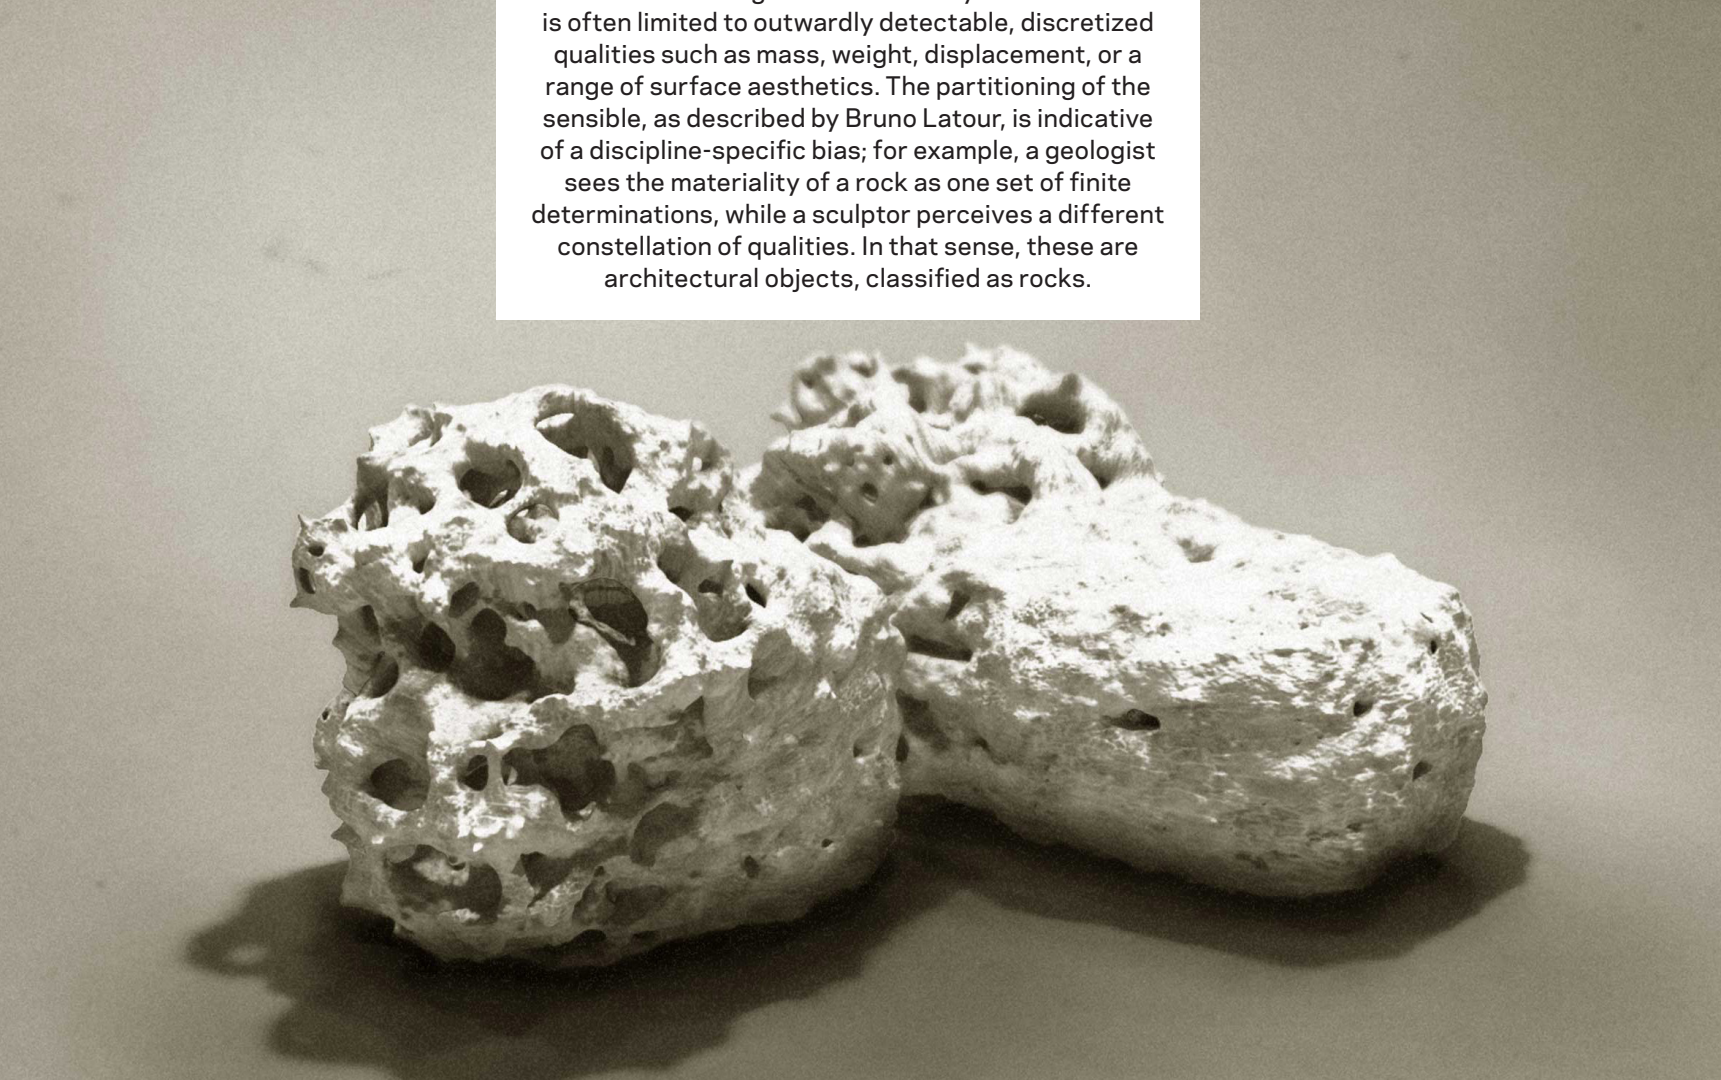 is often limited to outwardly detectable, discretized
qualities such as mass, weight, displacement, or a
range of surface aesthetics. The partitioning of the
sensible, as described by Bruno Latour, is indicative
of a discipline-specific bias; for example, a geologist
sees the materiality of a rock as one set of finite
determinations, while a sculptor perceives a different
constellation of qualities. In that sense, these are
architectural objects, classified as rocks.